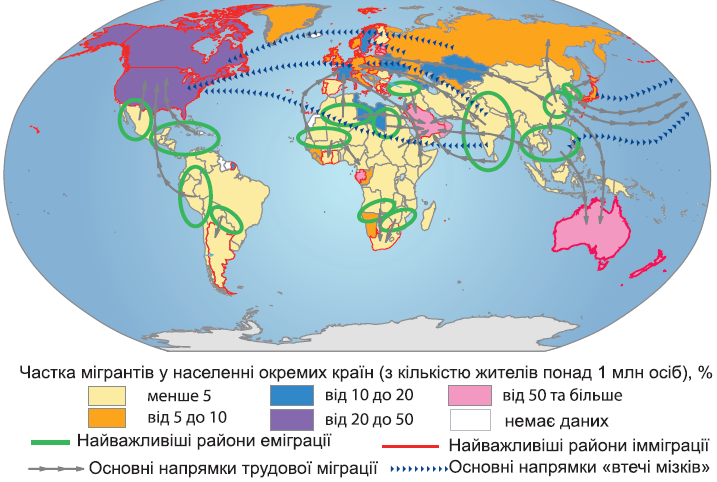 Частка мігрантів у населенні окремих країн (з кількістю жителів понад 1 млн осіб), %
менше 5
від 10 до 20
від 50 та більше
від 5 до 10
від 20 до 50
немає даних
Найважливіші райони еміграції
Найважливіші райони імміграції
Основні напрямки трудової міграції
Основні напрямки «втечі мізків»